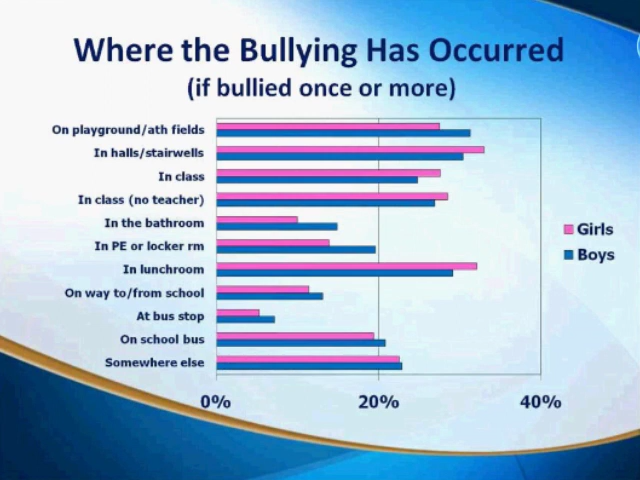 Where the Bullying Has Occurred
(if bullied once or more)
On playground/ath fields
In halls/stairwells
In class
In class (no teacher)
In the bathroom
In PE or locker rm
In lunchroom
On way to/from school
At bus stop
On school bus
Somewhere else
Girls
Boys
0% 20% 40%